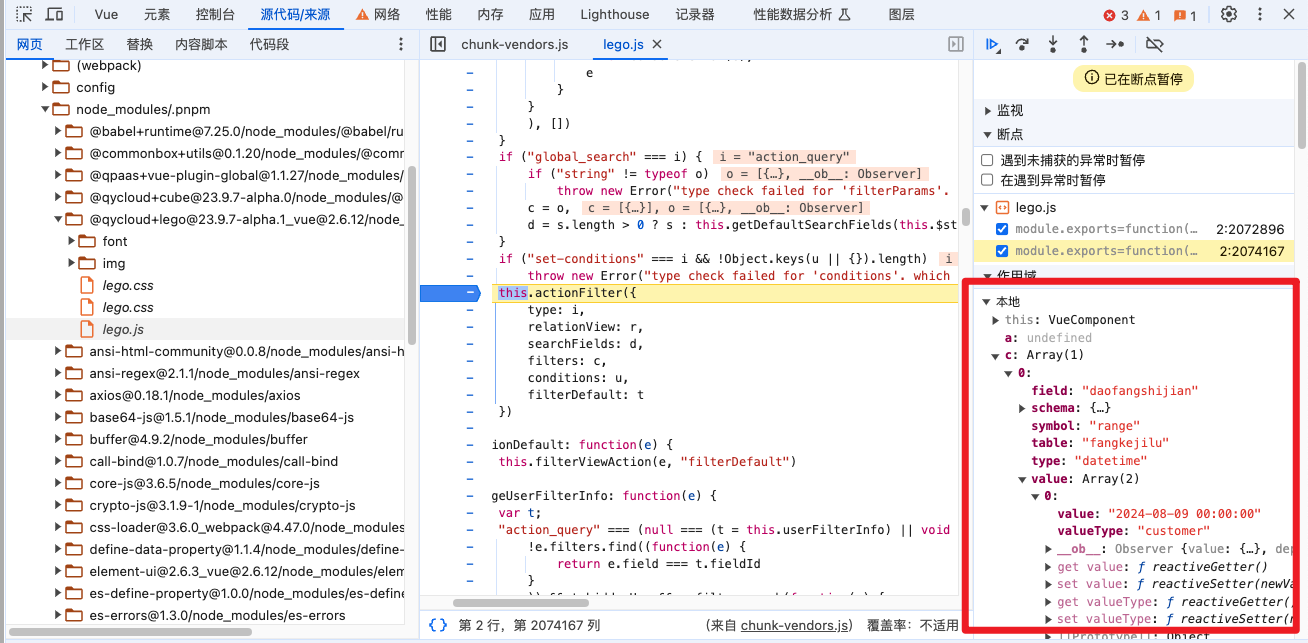 Vue 元素 控制台 源代码/来源 网络 性能 内存 应用 Lighthouse 记录器 性能数据分析 图层 3 1 1
网页 工作区 替换 内容脚本 代码段
chunk-vendors.js lego.js
(webpack)
config
node_modules/.pnpm
@babel+runtime@7.25.0/node_modules/@babel/ru
@commonbox+utils@0.1.20/node_modules/@comm
@qpaas+vue-plugin-global@1.1.27/node_modules/
@qycloud+cube@23.9.7-alpha.0/node_modules/@
@qycloud+lego@23.9.7-alpha.1_vue@2.6.12/node_
font
img
lego.css
lego.css
lego.js
ansi-html-community@0.0.8/node_modules/ansi-h
ansi-regex@2.1.1/node_modules/ansi-regex
axios@0.18.1/node_modules/axios
base64-js@1.5.1/node_modules/base64-js
buffer@4.9.2/node_modules/buffer
call-bind@1.0.7/node_modules/call-bind
core-js@3.6.5/node_modules/core-js
crypto-js@3.1.9-1/node_modules/crypto-js
css-loader@3.6.0_webpack@4.47.0/node_modules
define-data-property@1.1.4/node_modules/define-
element-ui@2.6.3_vue@2.6.12/node_modules/elem
es-define-property@1.0.0/node_modules/es-define
es-errors@1.3.0/node_modules/es-errors
e
}
}
), [])
}
if ("global_search" === i) { i = "action_query"
if ("string" != typeof o) o = [{…}, __ob__: Observer]
throw new Error("type check failed for 'filterParams'.
c = o, c = [{…}], o = [{…}, __ob__: Observer]
d = s.length > 0 ? s : this.getDefaultSearchFields(this.$st
}
if ("set-conditions" === i && !Object.keys(u || {}).length) i
throw new Error("type check failed for 'conditions'. which
this.actionFilter({
type: i,
relationView: r,
searchFields: d,
filters: c,
conditions: u,
filterDefault: t
})
ionDefault: function(e) {
this.filterViewAction(e, "filterDefault")
geUserFilterInfo: function(e) {
var t;
"action_query" === (null === (t = this.userFilterInfo) || void
!e.filters.find((function(e) {
return e.field === t.fieldId
}
{} 第 2 行，第 2074167 列 (来自 chunk-vendors.js) 覆盖率：不适用
已在断点暂停
监视
断点
遇到未捕获的异常时暂停
在遇到异常时暂停
lego.js
module.exports=function(… 2:2072896
module.exports=function(… 2:2074167
作用域
本地
this: VueComponent
a: undefined
c: Array(1)
0:
field: "daofangshijian"
schema: {…}
symbol: "range"
table: "fangkejilu"
type: "datetime"
value: Array(2)
0:
value: "2024-08-09 00:00:00"
valueType: "customer"
__ob__: Observer {value: {…}, dep
get value: ƒ reactiveGetter()
set value: ƒ reactiveSetter(newVa
get valueType: ƒ reactiveGetter()
set valueType: ƒ reactiveSetter(n
[[Prototype]]: Object